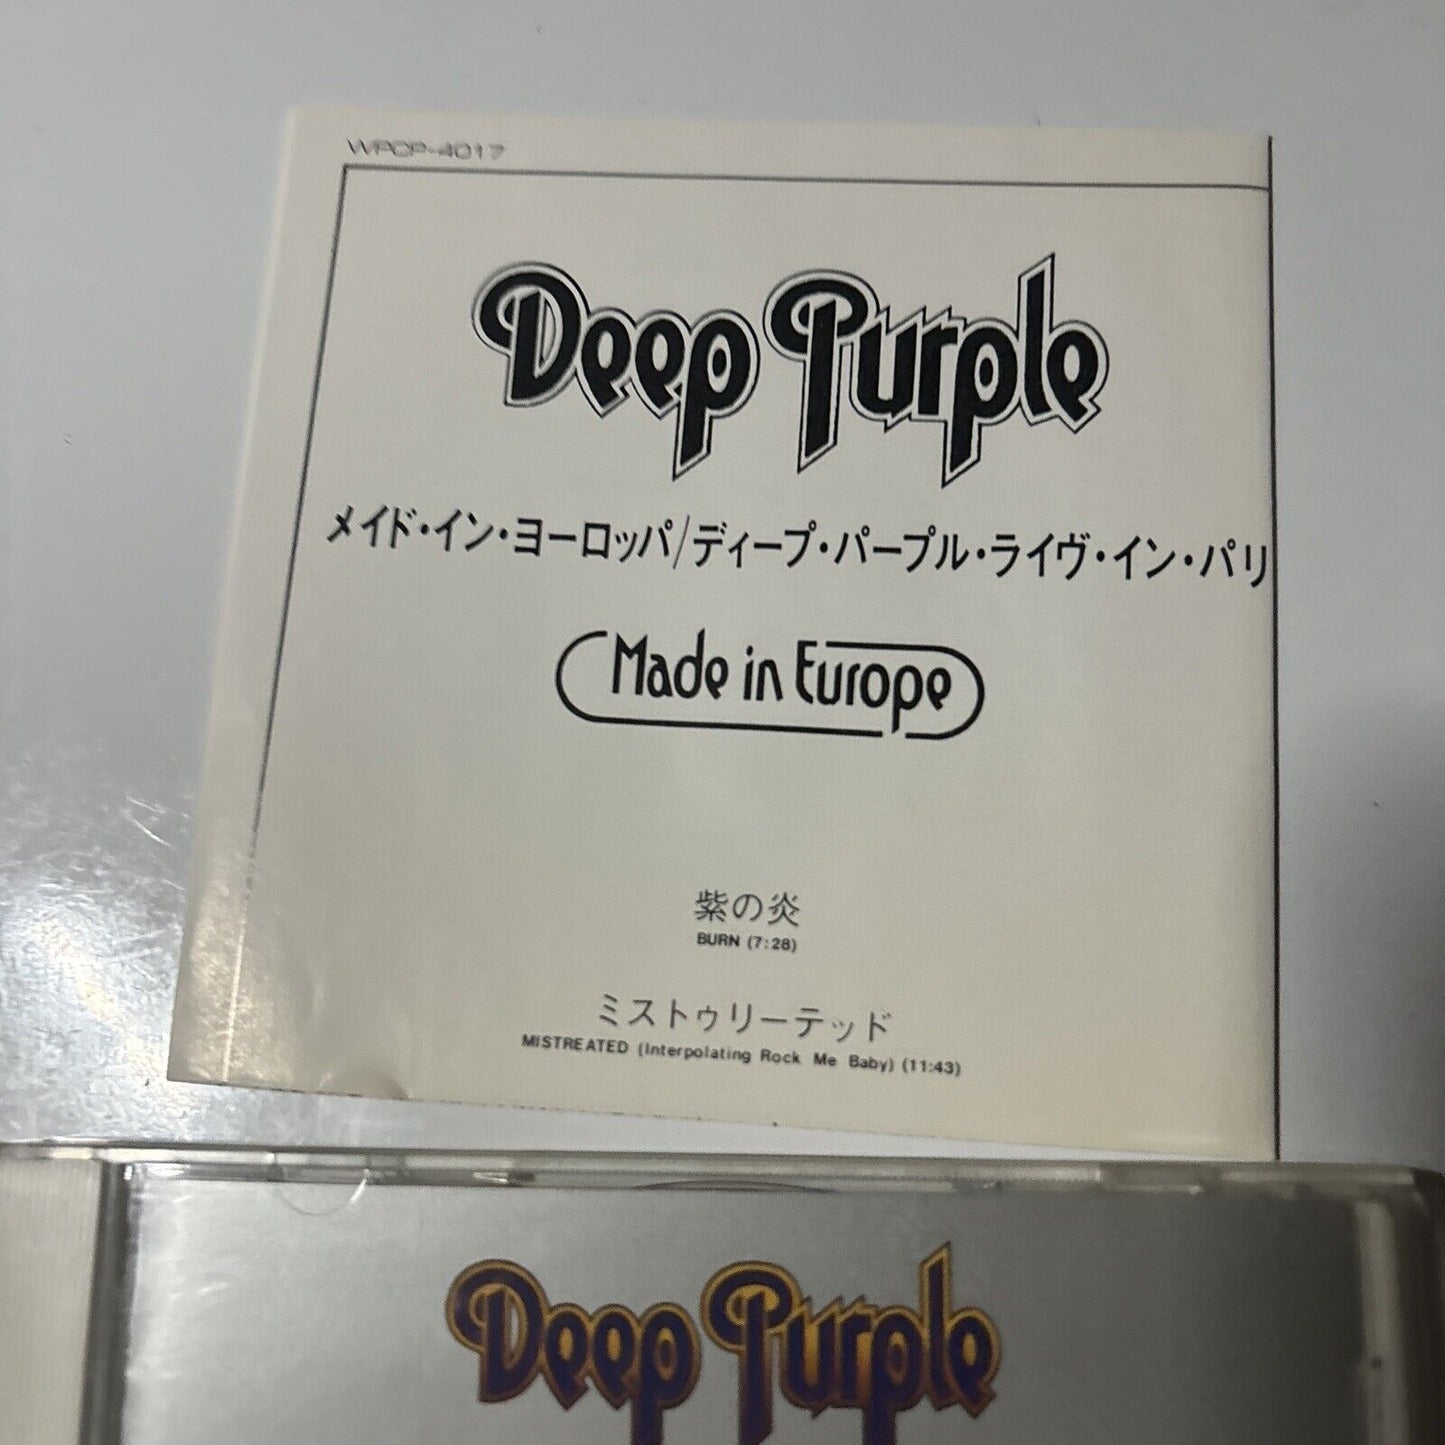 WPCP-4017
Deep Purple
メイド・イン・ヨーロッパ/ディープ・パープル・ライヴ・イン・パリ
Made in Europe
紫の炎
BURN (7:28)
ミストゥリーテッド
MISTREATED (Interpolating Rock Me Baby) (11:43)
Deep Purple